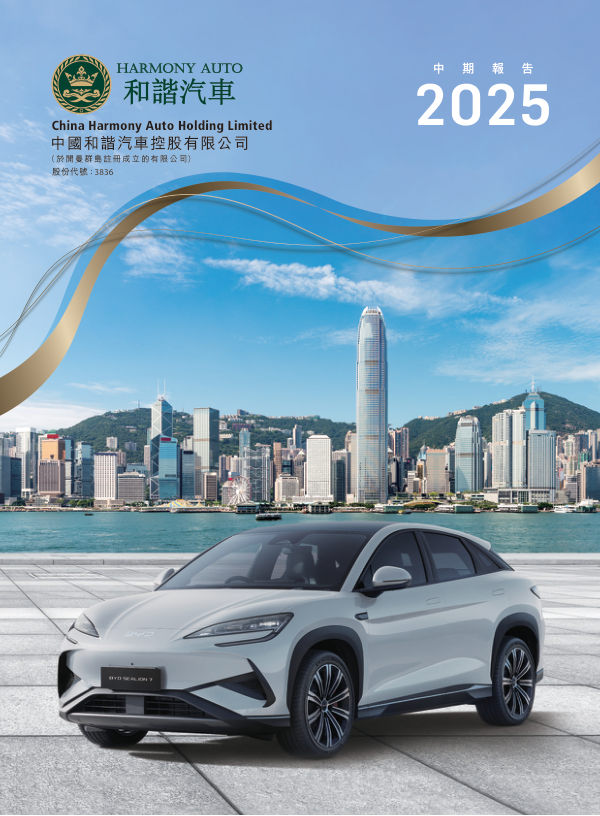 HARMONY AUTO
和諧汽車
China Harmony Auto Holding Limited
中國和諧汽車控股有限公司
(於開曼群島註冊成立的有限公司)
股份代號：3836
中期報告
2025
BYD
BYD SEALION 7